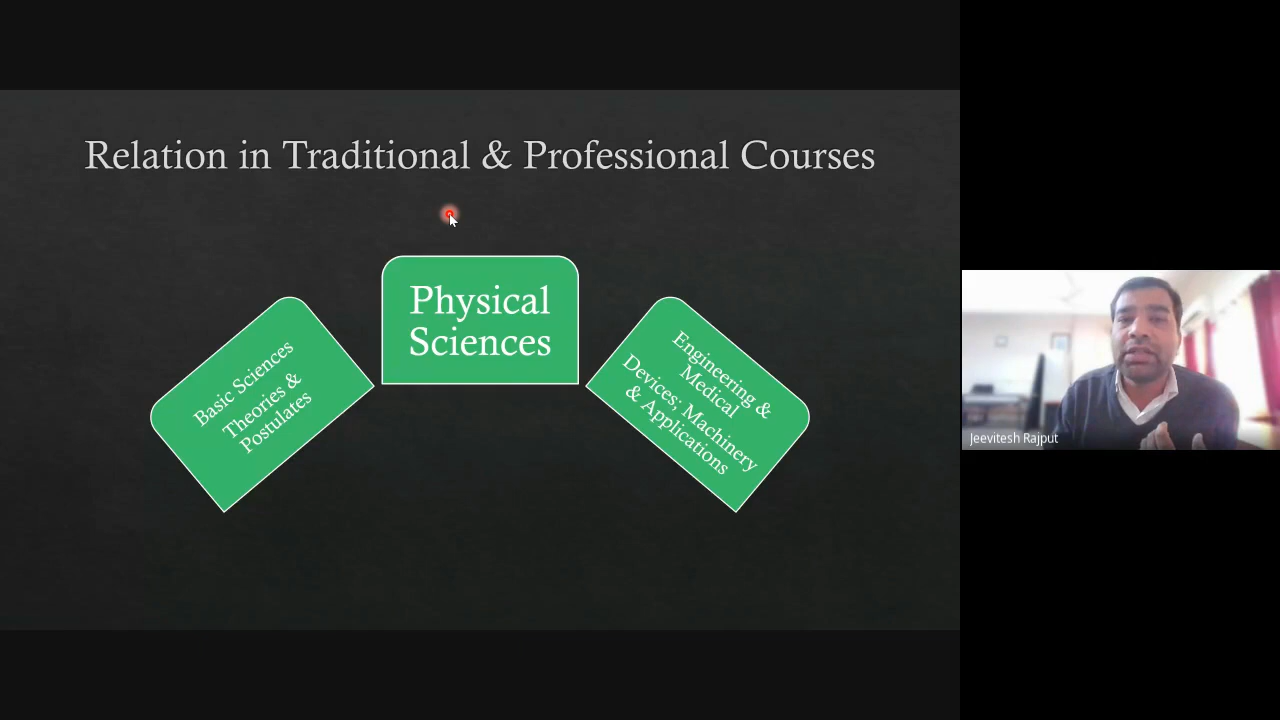 Relation in Traditional & Professional Courses
Physical
Sciences
Basic Sciences
Theories &
Postulates
Engineering &
Medical
Devices; Machinery
& Applications
Jeevitesh Rajput